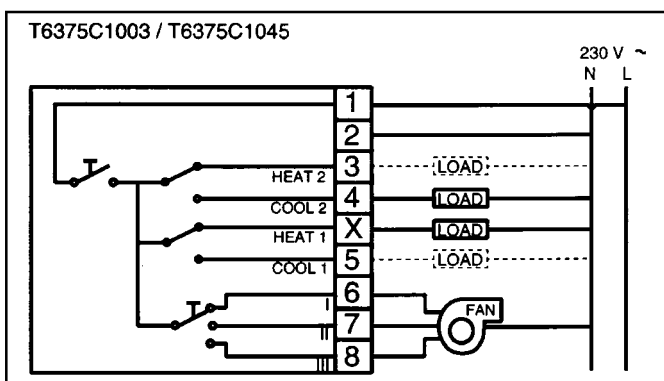 T6375C1003 / T6375C1045
230 V ~
N L
1
2
HEAT 2 3 LOAD
COOL 2 4 LOAD
HEAT 1 X LOAD
COOL 1 5 LOAD
I 6
FAN
II 7
III 8